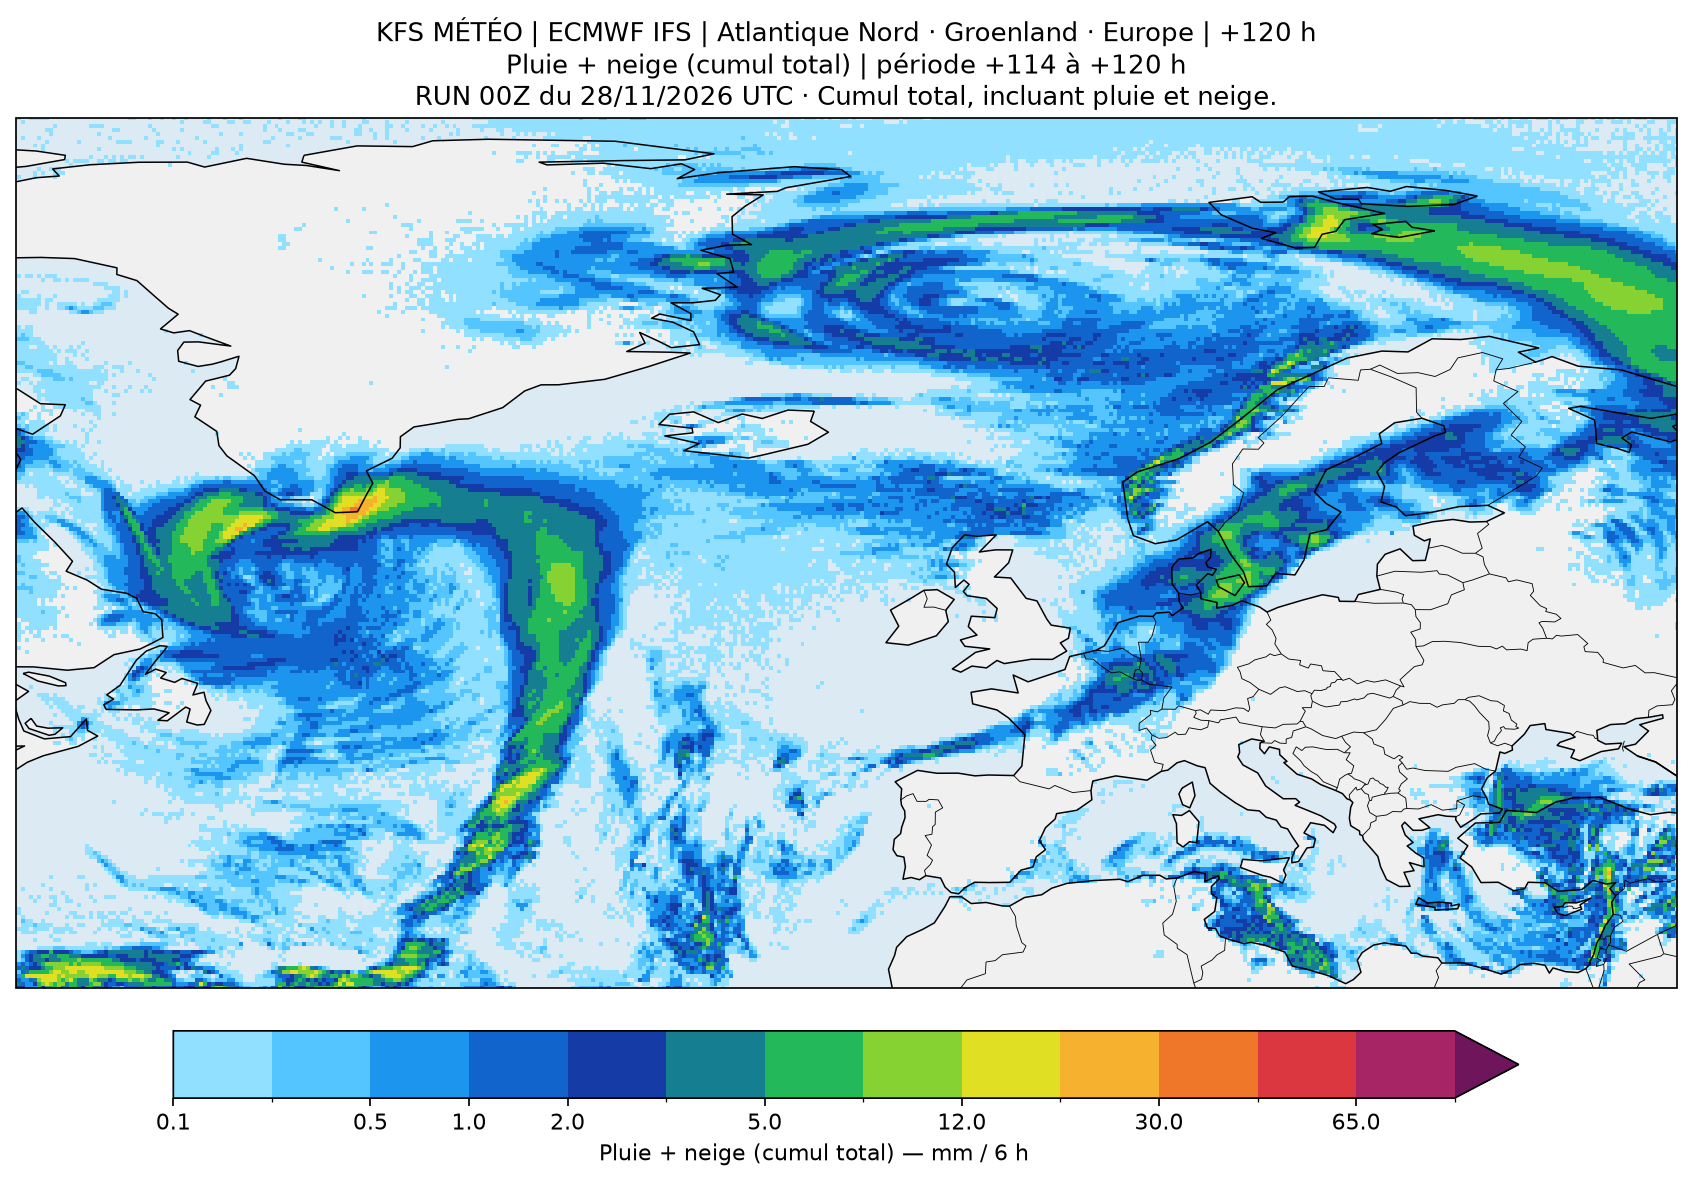 KFS MÉTÉO | ECMWF IFS | Atlantique Nord · Groenland · Europe | +120 h
Pluie + neige (cumul total) | période +114 à +120 h
RUN 00Z du 28/11/2026 UTC · Cumul total, incluant pluie et neige.
0.1 0.5 1.0 2.0 5.0 12.0 30.0 65.0
Pluie + neige (cumul total) — mm / 6 h